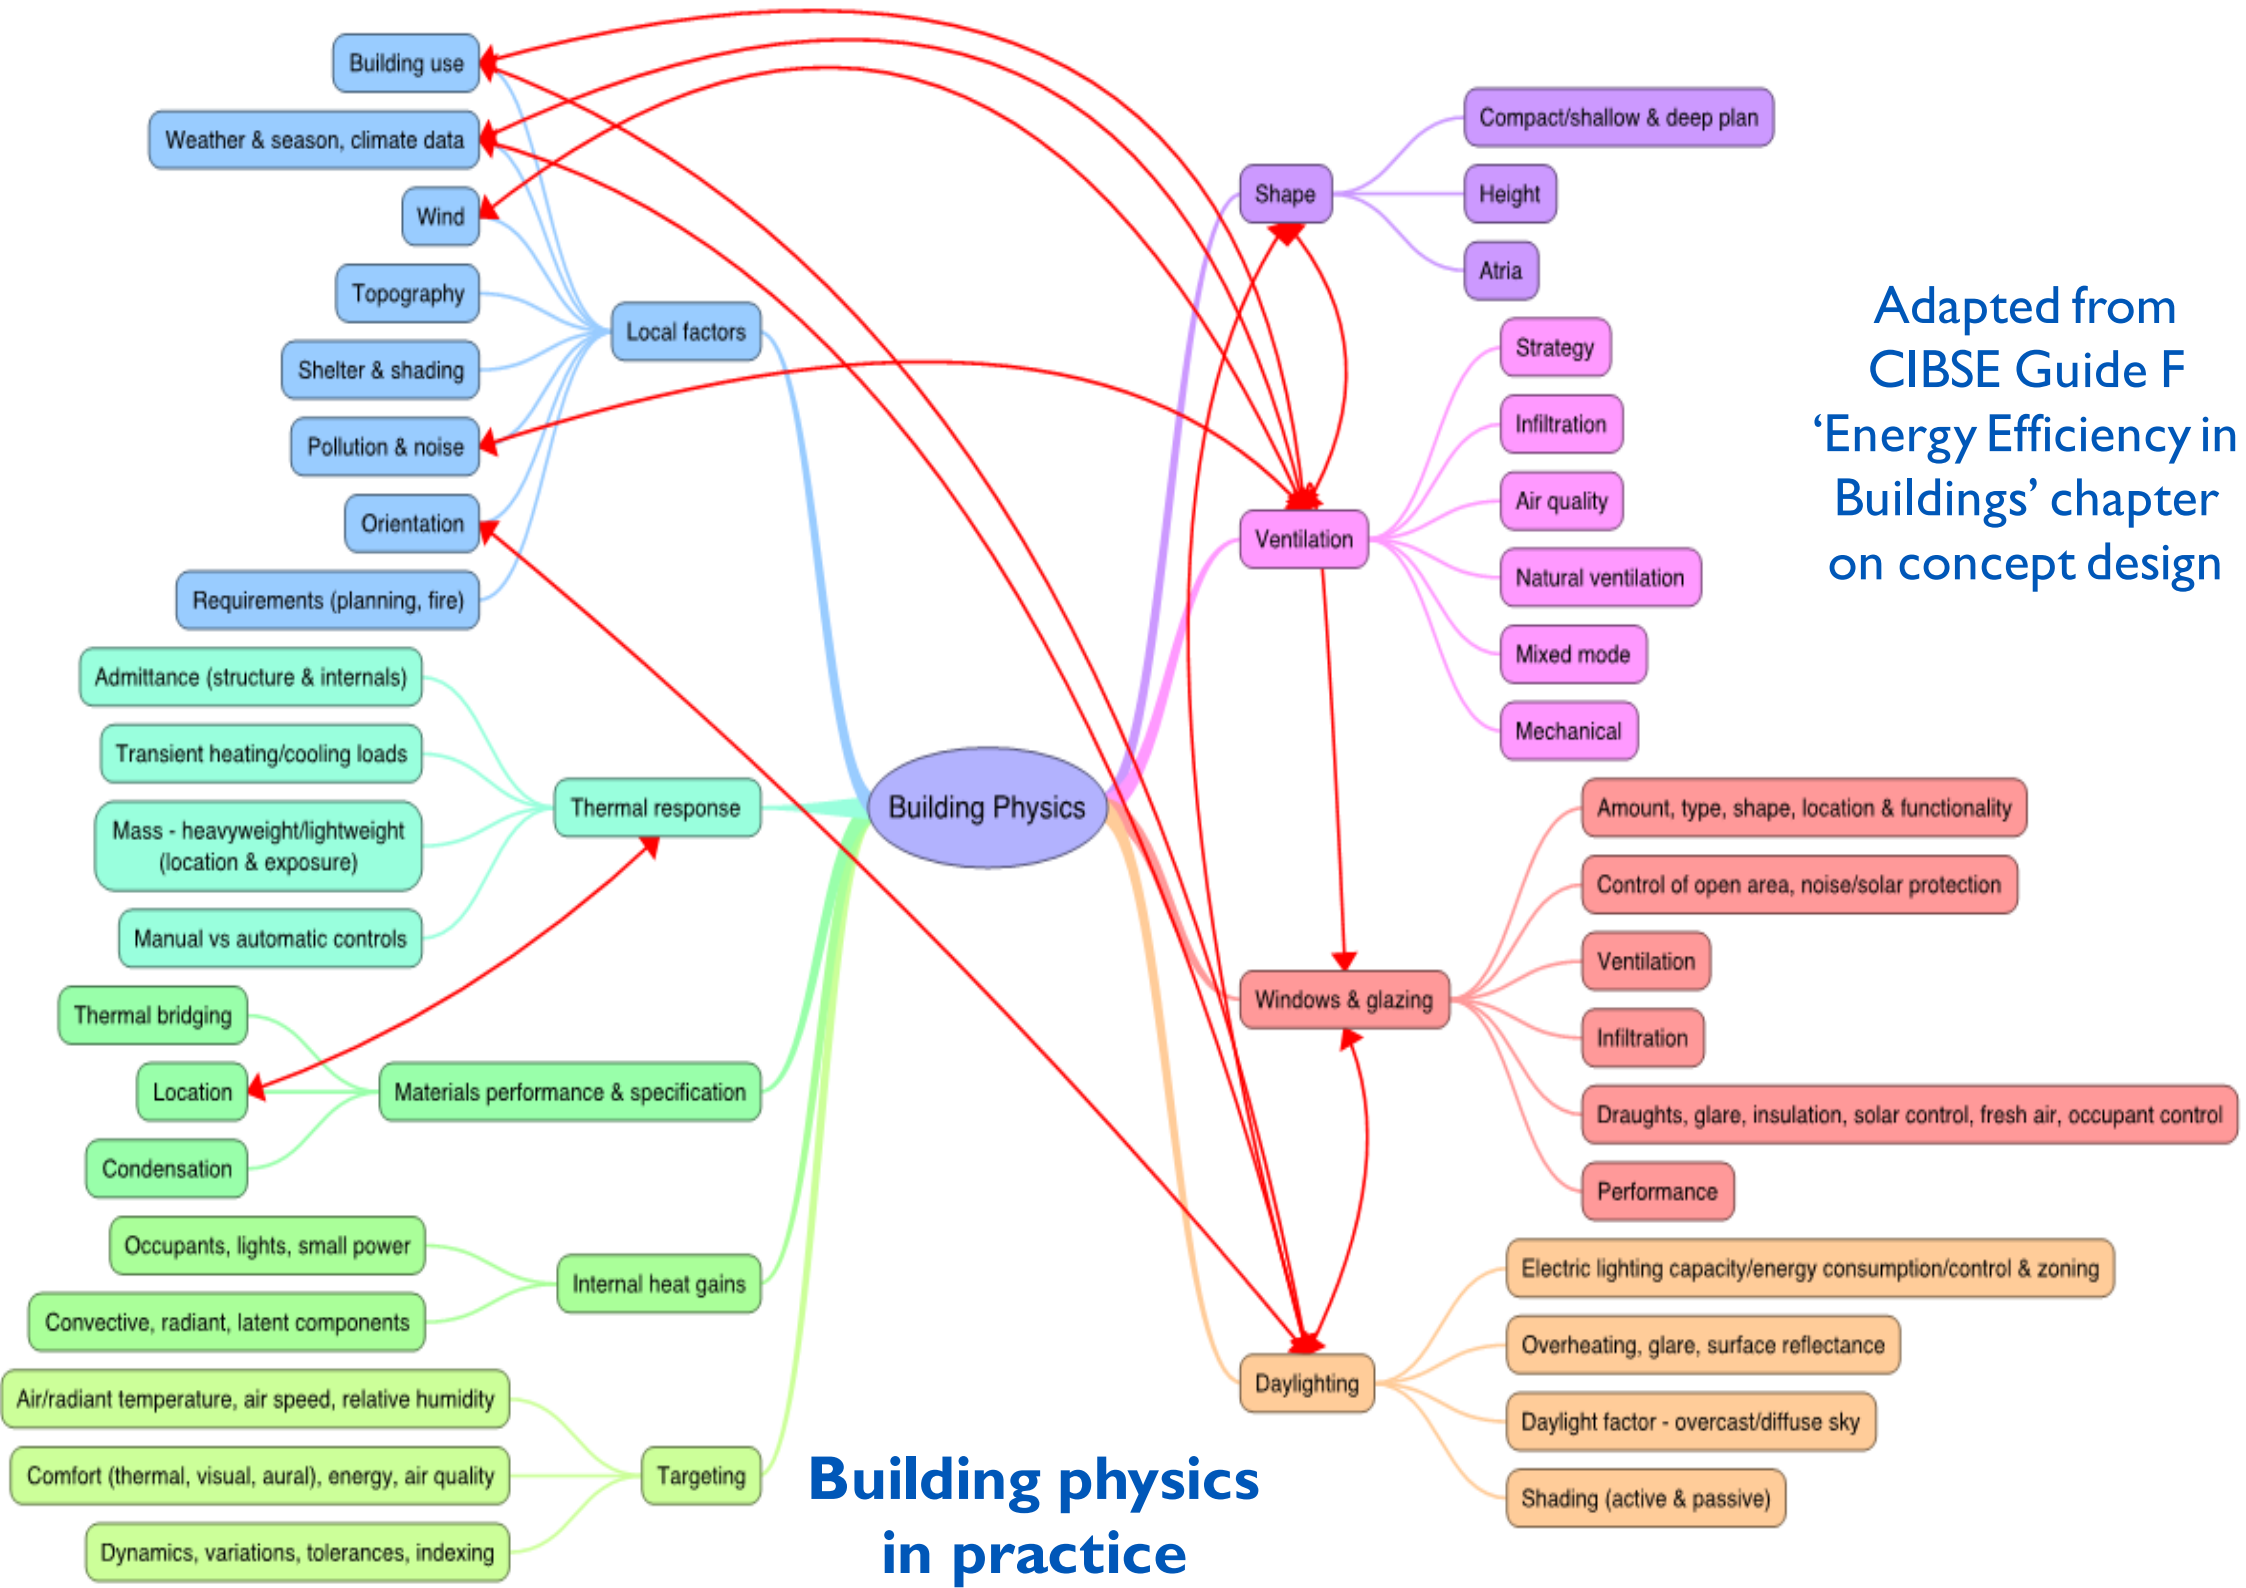 Building use
Weather & season, climate data
Wind
Topography
Shelter & shading
Pollution & noise
Orientation
Requirements (planning, fire)
Local factors
Admittance (structure & internals)
Transient heating/cooling loads
Mass - heavyweight/lightweight
(location & exposure)
Manual vs automatic controls
Thermal response
Thermal bridging
Location
Condensation
Materials performance & specification
Occupants, lights, small power
Convective, radiant, latent components
Internal heat gains
Air/radiant temperature, air speed, relative humidity
Comfort (thermal, visual, aural), energy, air quality
Dynamics, variations, tolerances, indexing
Targeting
Building Physics
Shape
Compact/shallow & deep plan
Height
Atria
Ventilation
Strategy
Infiltration
Air quality
Natural ventilation
Mixed mode
Mechanical
Windows & glazing
Amount, type, shape, location & functionality
Control of open area, noise/solar protection
Ventilation
Infiltration
Draughts, glare, insulation, solar control, fresh air, occupant control
Performance
Daylighting
Electric lighting capacity/energy consumption/control & zoning
Overheating, glare, surface reflectance
Daylight factor - overcast/diffuse sky
Shading (active & passive)
Adapted from
CIBSE Guide F
‘Energy Efficiency in
Buildings’ chapter
on concept design
Building physics
in practice